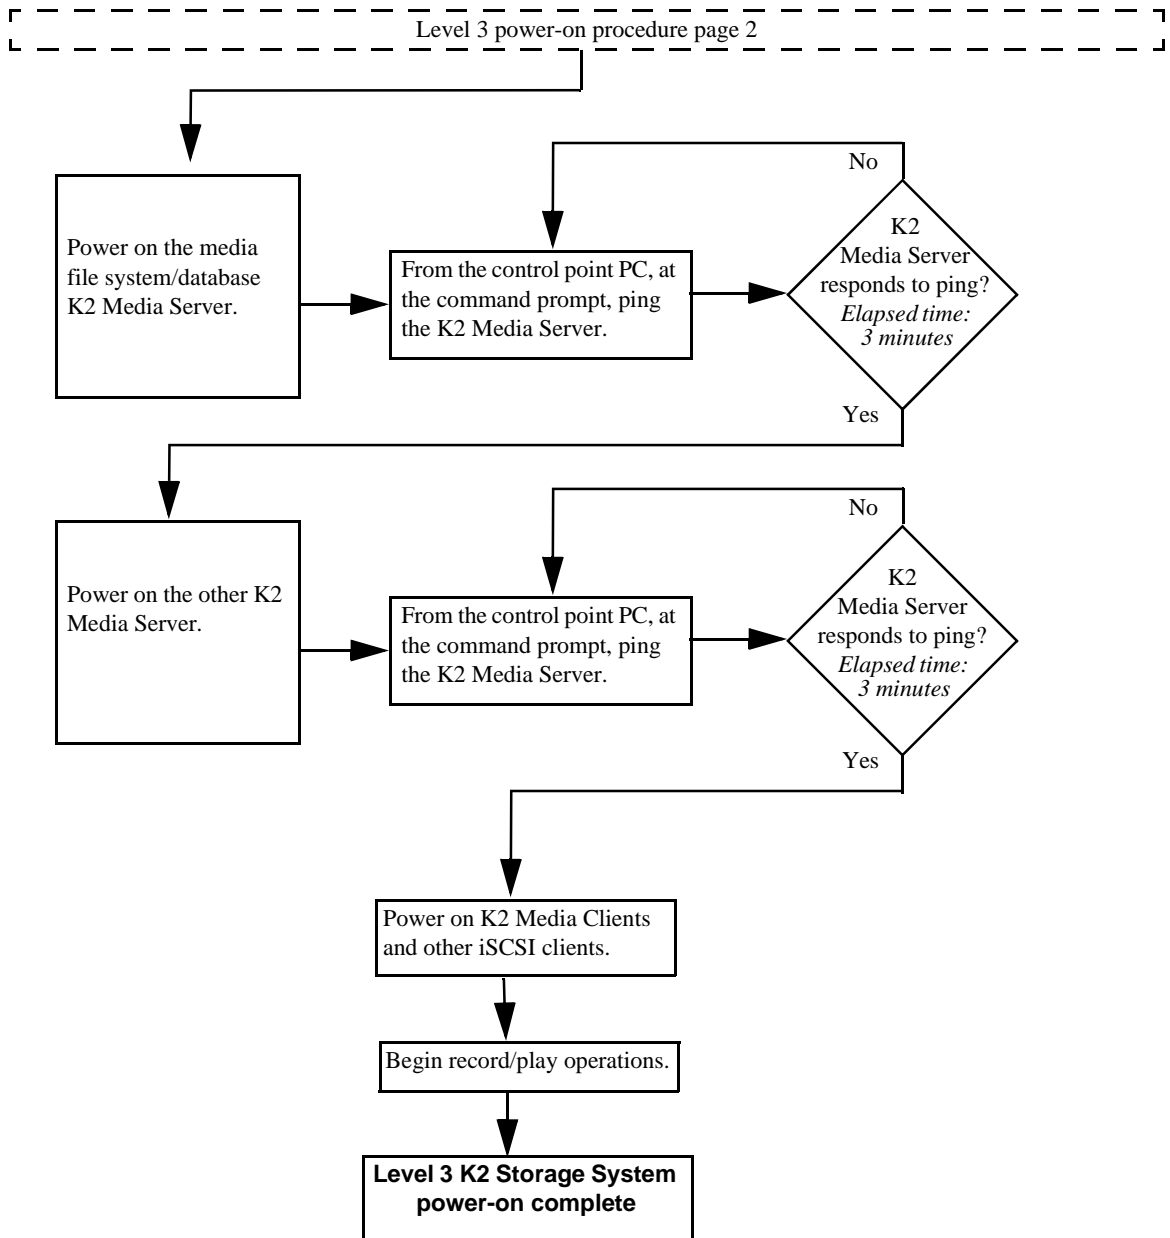 Level 3 power-on procedure page 2
No
Power on the media
file system/database
K2 Media Server.
From the control point PC, at
the command prompt, ping
the K2 Media Server.
K2
Media Server
responds to ping?
Elapsed time:
3 minutes
Yes
No
Power on the other K2
Media Server.
From the control point PC, at
the command prompt, ping
the K2 Media Server.
K2
Media Server
responds to ping?
Elapsed time:
3 minutes
Yes
Power on K2 Media Clients
and other iSCSI clients.
Begin record/play operations.
Level 3 K2 Storage System
power-on complete